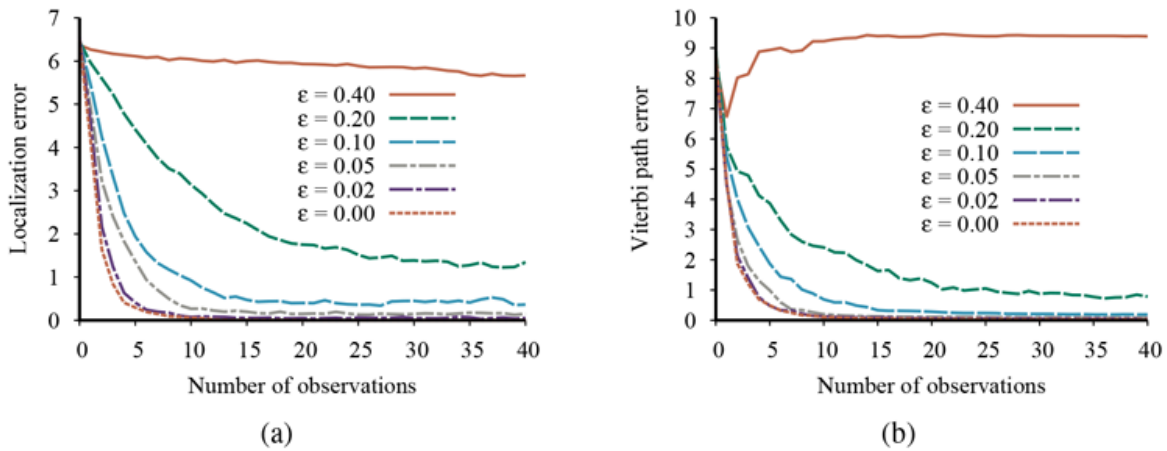 7
6
5
4
3
2
1
0
Localization error
ε = 0.40
ε = 0.20
ε = 0.10
ε = 0.05
ε = 0.02
ε = 0.00
0 5 10 15 20 25 30 35 40
Number of observations
(a)
10
9
8
7
6
5
4
3
2
1
0
Viterbi path error
ε = 0.40
ε = 0.20
ε = 0.10
ε = 0.05
ε = 0.02
ε = 0.00
0 5 10 15 20 25 30 35 40
Number of observations
(b)